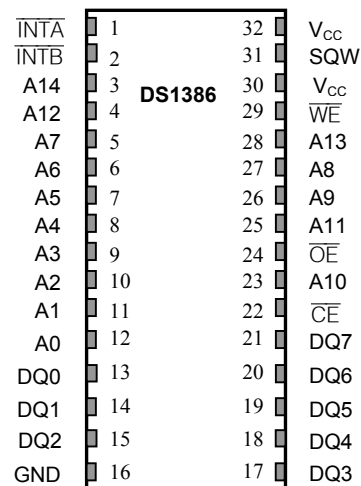 INTA 1 32 VCC
INTB 2 31 SQW
A14 3 DS1386 30 VCC
A12 4 29 WE
A7 5 28 A13
A6 6 27 A8
A5 7 26 A9
A4 8 25 A11
A3 9 24 OE
A2 10 23 A10
A1 11 22 CE
A0 12 21 DQ7
DQ0 13 20 DQ6
DQ1 14 19 DQ5
DQ2 15 18 DQ4
GND 16 17 DQ3